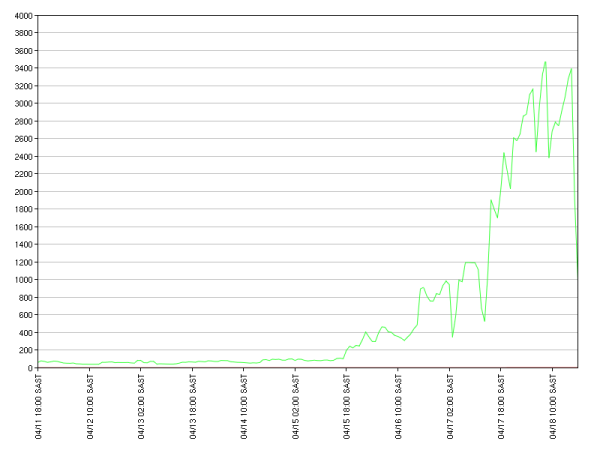 4000
3800
3600
3400
3200
3000
2800
2600
2400
2200
2000
1800
1600
1400
1200
1000
800
600
400
200
0
04/11 18:00 SAST
04/12 10:00 SAST
04/13 02:00 SAST
04/13 18:00 SAST
04/14 10:00 SAST
04/15 02:00 SAST
04/15 18:00 SAST
04/16 10:00 SAST
04/17 02:00 SAST
04/17 18:00 SAST
04/18 10:00 SAST